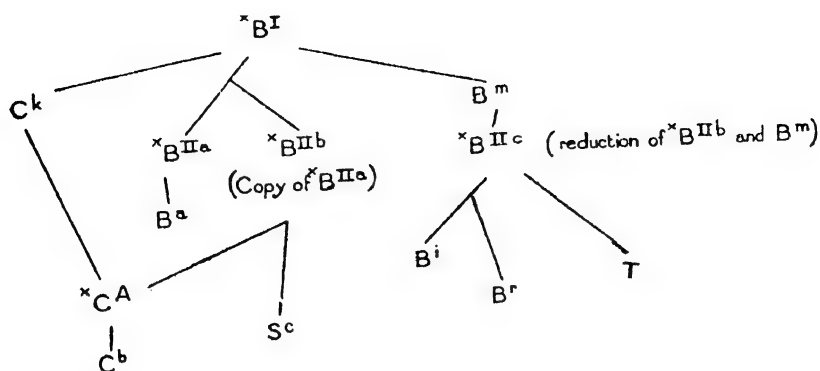 ˣBᴵ
Cᵏ
Bᵐ
ˣBᴵᴵᵃ ˣBᴵᴵᵇ ˣBᴵᴵᶜ (reduction of ˣBᴵᴵᵇ and Bᵐ)
(Copy of ˣBᴵᴵᵃ)
Bᵃ
Bⁱ T
ˣCᴬ Bʳ
Sᶜ
Cᵇ